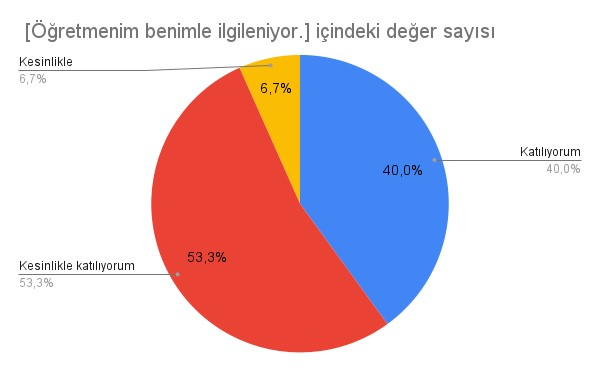 [Öğretmenim benimle ilgileniyor.] içindeki değer sayısı
Kesinlikle
6,7%
6,7%
Katılıyorum
40,0%
40,0%
Kesinlikle katılıyorum
53,3%
53,3%